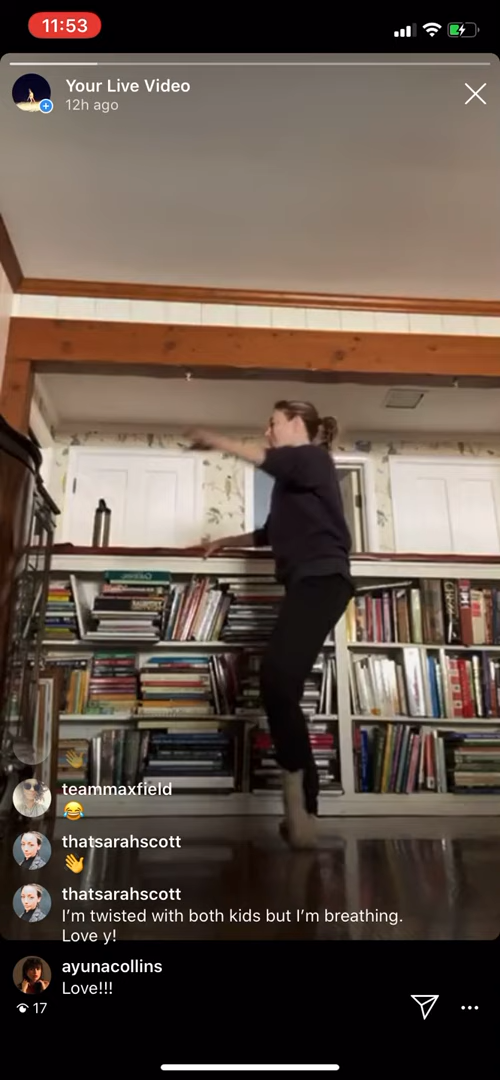 11:53
Your Live Video
12h ago
teammaxfield
😂
thatsarahscott
👋
thatsarahscott
I'm twisted with both kids but I'm breathing.
Love y!
ayunacollins
Love!!!
17